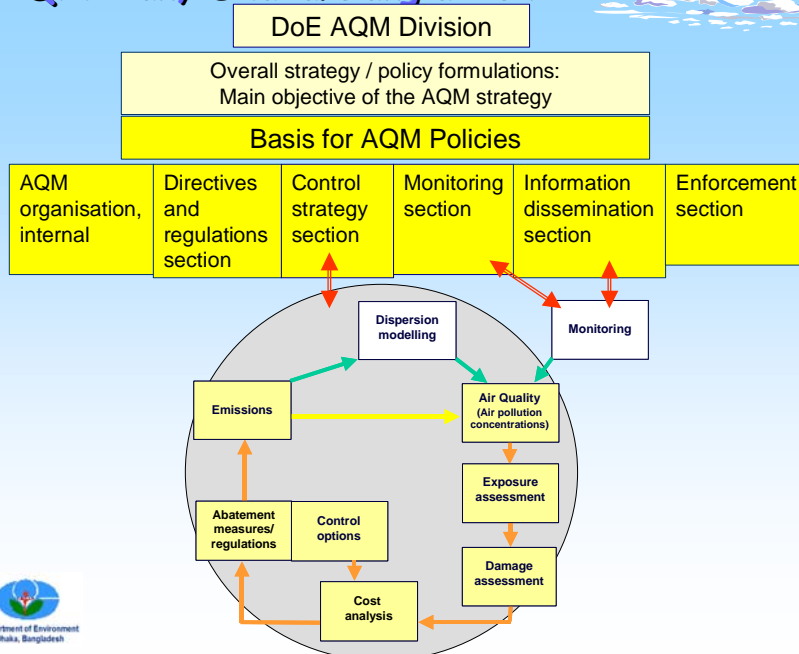 DoE AQM Division
Overall strategy / policy formulations:
Main objective of the AQM strategy
Basis for AQM Policies
AQM
organisation,
internal
Directives
and
regulations
section
Control
strategy
section
Monitoring
section
Information
dissemination
section
Enforcement
section
Dispersion
modelling
Monitoring
Emissions
Air Quality
(Air pollution
concentrations)
Exposure
assessment
Abatement
measures/
regulations
Control
options
Damage
assessment
Cost
analysis
rtment of Environment
haka, Bangladesh